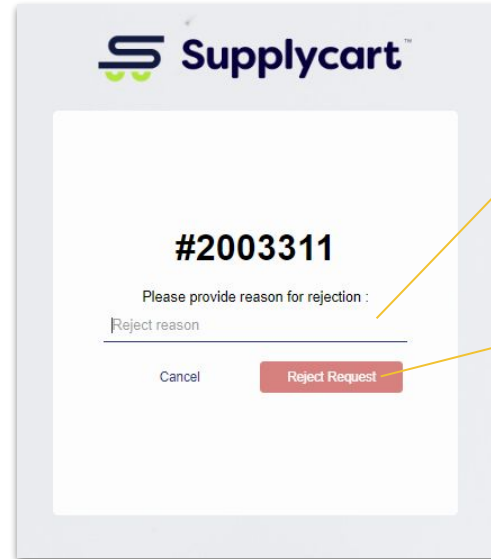 Supplycart™
#2003311
Please provide reason for rejection :
Reject reason
Cancel
Reject Request